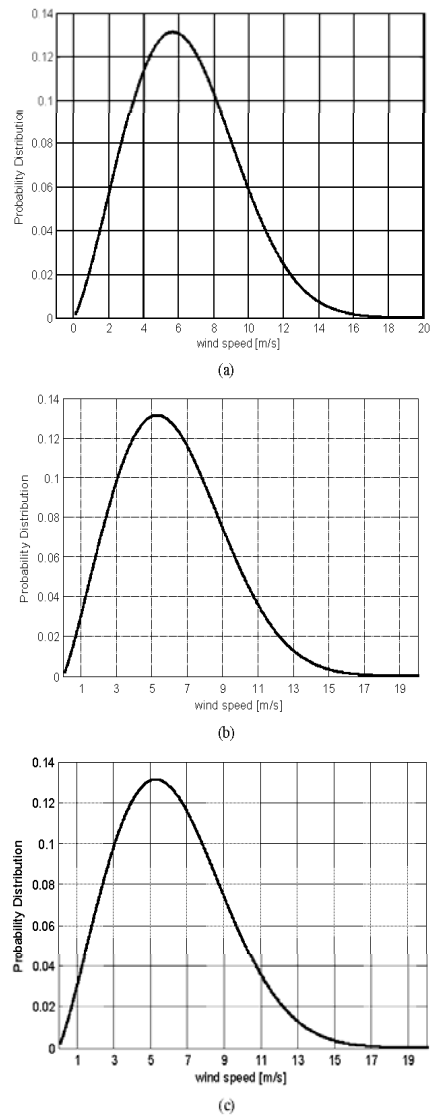 0.14
0.12
0.1
0.08
0.06
0.04
0.02
0
Probability Distribution
0 2 4 6 8 10 12 14 16 18 20
wind speed [m/s]
(a)
0.14
0.12
0.1
0.08
0.06
0.04
0.02
0
Probability Distribution
1 3 5 7 9 11 13 15 17 19
wind speed [m/s]
(b)
0.14
0.12
0.1
0.08
0.06
0.04
0.02
0
Probability Distribution
1 3 5 7 9 11 13 15 17 19
wind speed [m/s]
(c)